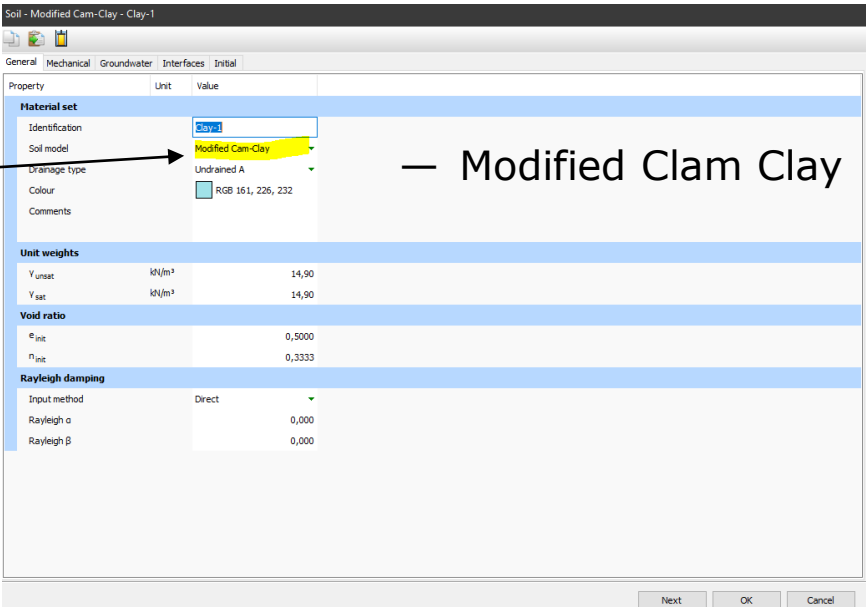 Soil - Modified Cam-Clay - Clay-1
General Mechanical Groundwater Interfaces Initial
Property Unit Value
Material set
Identification Clay-1
Soil model Modified Cam-Clay
— Modified Clam Clay
Drainage type Undrained A
Colour RGB 161, 226, 232
Comments
Unit weights
γ unsat kN/m³ 14,90
γ sat kN/m³ 14,90
Void ratio
e init 0,5000
n init 0,3333
Rayleigh damping
Input method Direct
Rayleigh α 0,000
Rayleigh β 0,000
Next OK Cancel